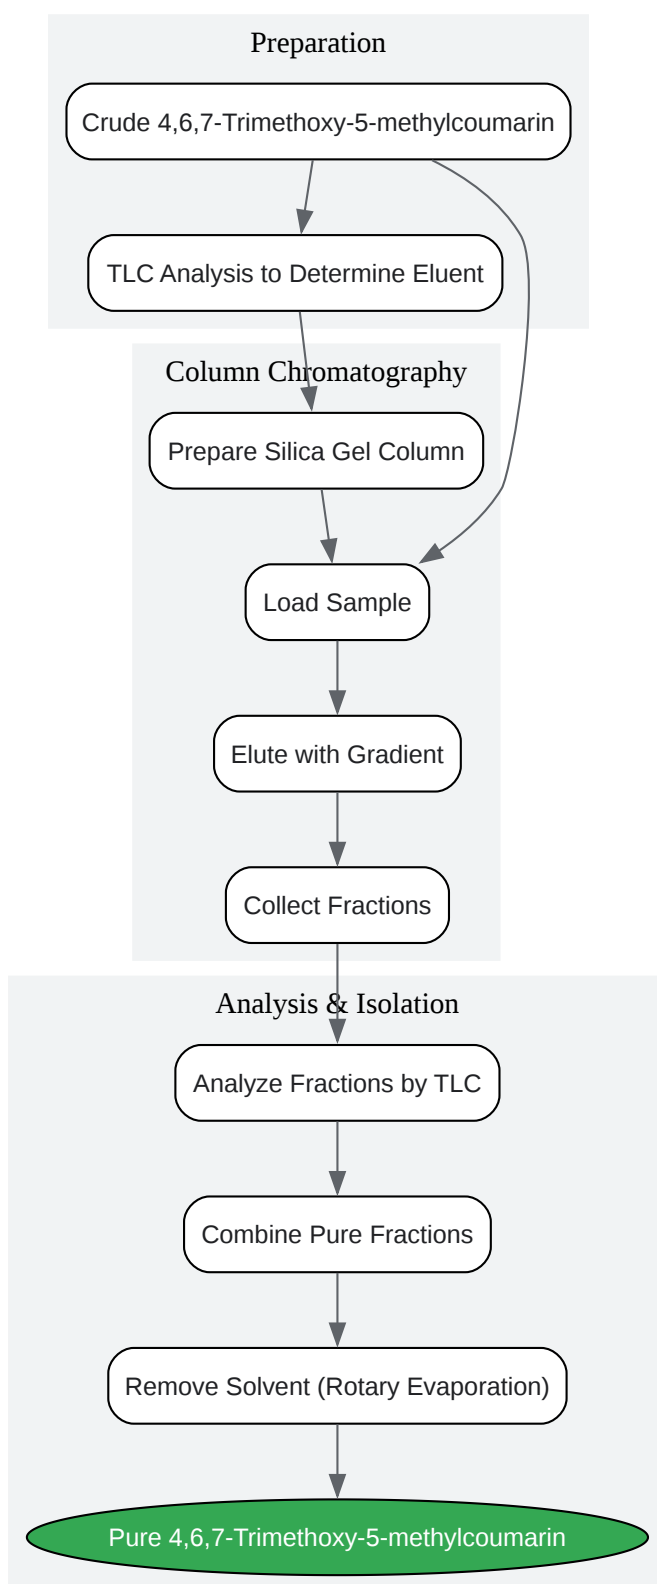 Preparation
Crude 4,6,7-Trimethoxy-5-methylcoumarin
TLC Analysis to Determine Eluent
Column Chromatography
Prepare Silica Gel Column
Load Sample
Elute with Gradient
Collect Fractions
Analysis & Isolation
Analyze Fractions by TLC
Combine Pure Fractions
Remove Solvent (Rotary Evaporation)
Pure 4,6,7-Trimethoxy-5-methylcoumarin